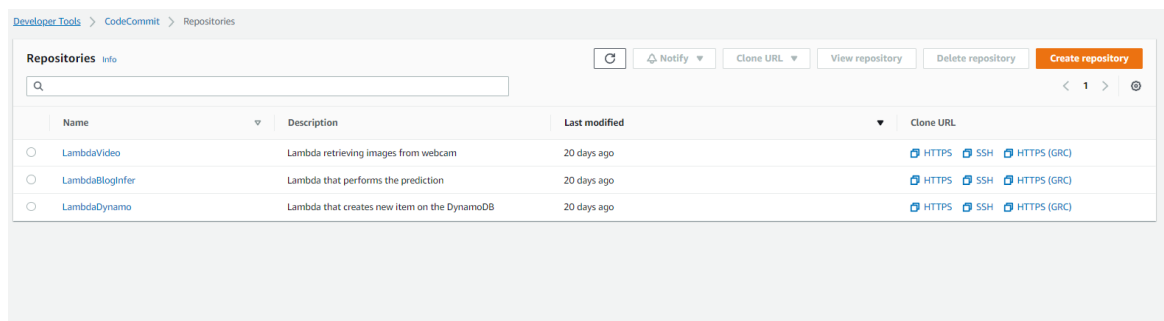 Developer Tools > CodeCommit > Repositories
Repositories Info Notify ▼ Clone URL ▼ View repository Delete repository Create repository
< 1 >
Name Description Last modified Clone URL
LambdaVideo Lambda retrieving images from webcam 20 days ago HTTPS SSH HTTPS (GRC)
LambdaBlogInfer Lambda that performs the prediction 20 days ago HTTPS SSH HTTPS (GRC)
LambdaDynamo Lambda that creates new item on the DynamoDB 20 days ago HTTPS SSH HTTPS (GRC)